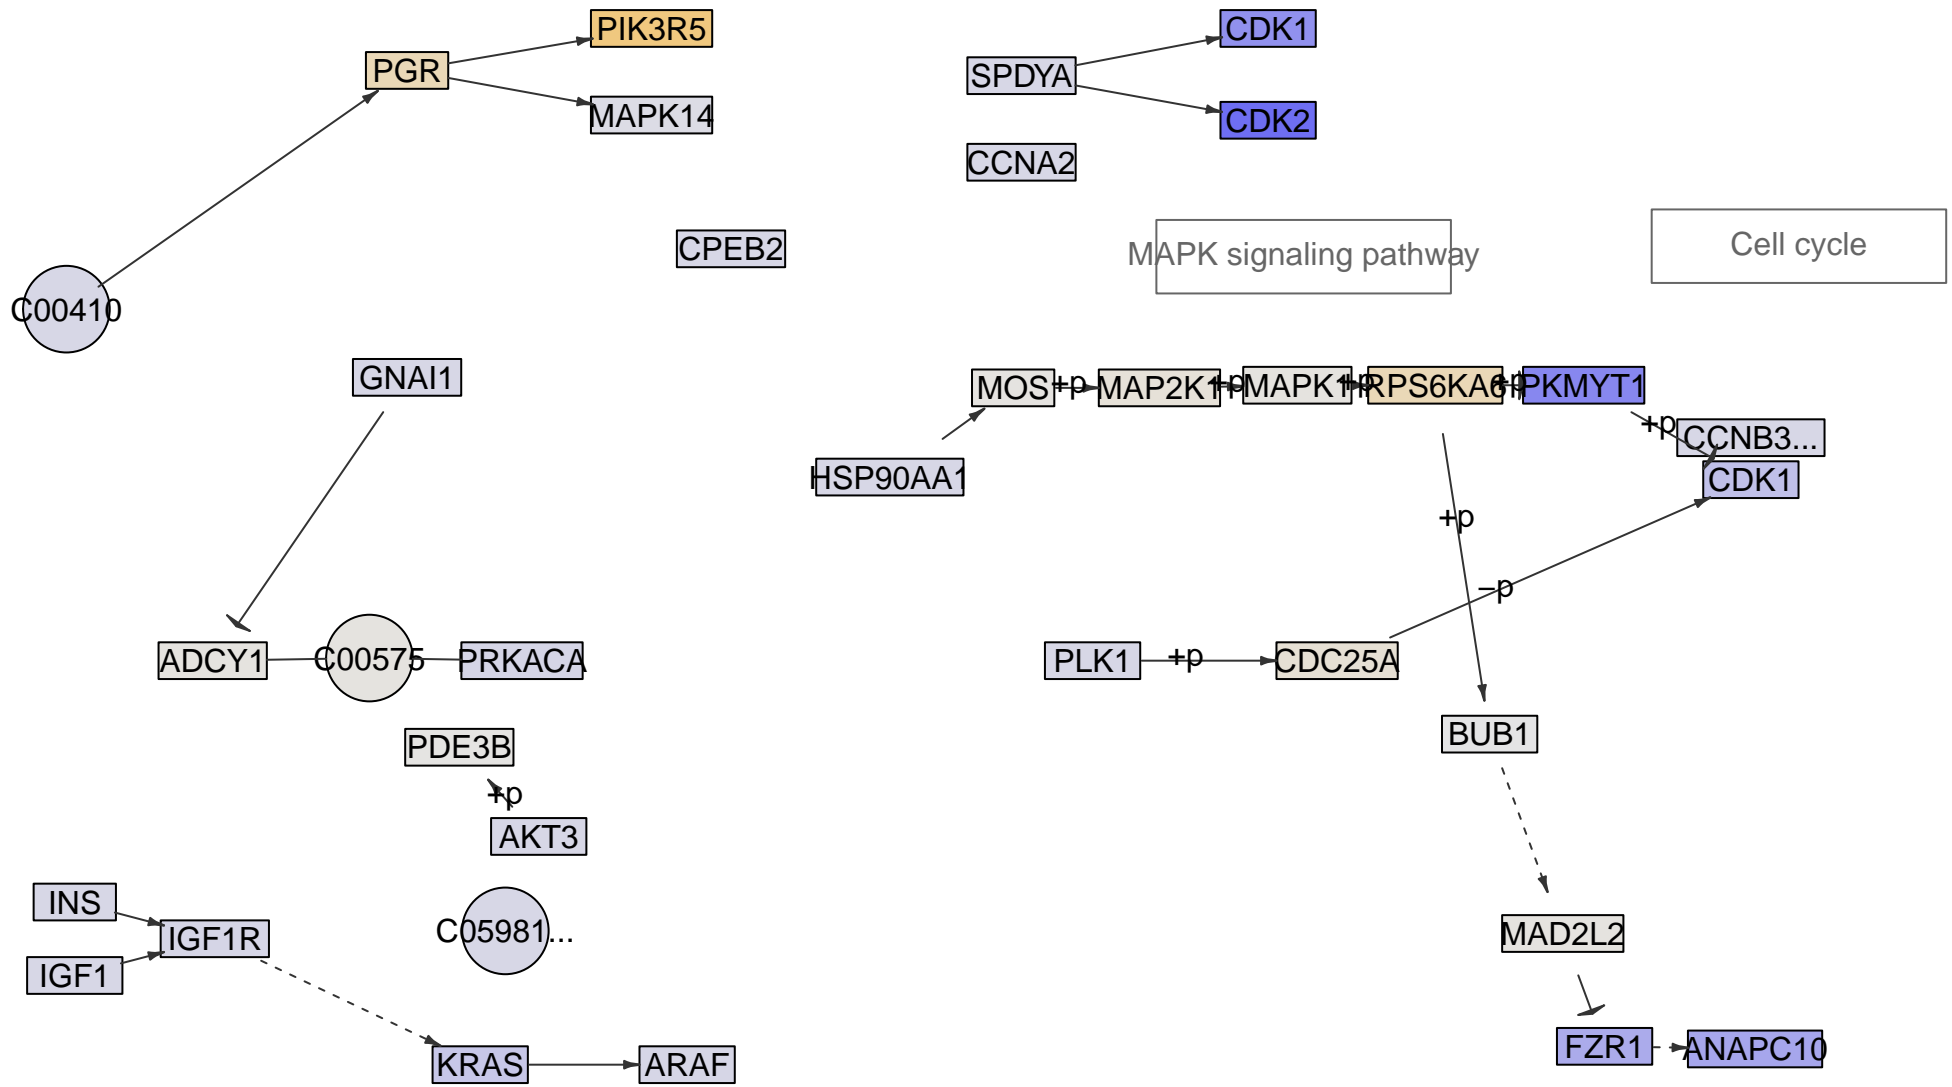 PIK3R5
CDK1
PGR
SPDYA
MAPK14
CDK2
CCNA2
CPEB2
MAPK signaling pathway
Cell cycle
C00410
GNAI1
MOS
+p
MAP2K1
+p
MAPK1
+p
RPS6KA6
+p
PKMYT1
+p
CCNB3...
HSP90AA1
CDK1
+p
−p
ADCY1
C00575
PRKACA
PLK1
+p
CDC25A
BUB1
PDE3B
+p
AKT3
INS
IGF1R
C05981...
MAD2L2
IGF1
KRAS
ARAF
FZR1
ANAPC10